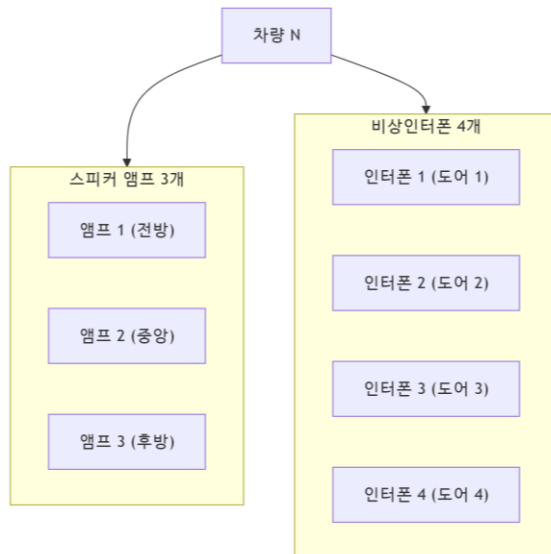 차량 N
스피커 앰프 3개
앰프 1 (전방)
앰프 2 (중앙)
앰프 3 (후방)
비상인터폰 4개
인터폰 1 (도어 1)
인터폰 2 (도어 2)
인터폰 3 (도어 3)
인터폰 4 (도어 4)